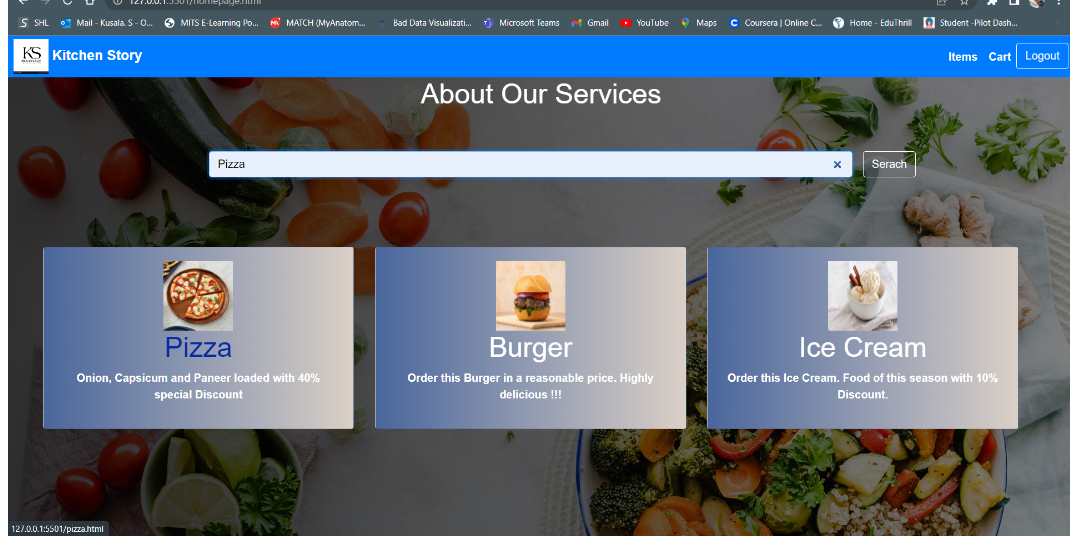 127.0.0.1:5501/homepage.html
SHL
Mail - Kusala. S - O...
MITS E-Learning Po...
MATCH (MyAnatom...
Bad Data Visualizati...
Microsoft Teams
Gmail
YouTube
Maps
Coursera | Online C...
Home - EduThrill
Student -Pilot Dash...
KS
Kitchen Story
Items
Cart
Logout
About Our Services
Pizza
Serach
Pizza
Onion, Capsicum and Paneer loaded with 40%
special Discount
Burger
Order this Burger in a reasonable price. Highly
delicious !!!
Ice Cream
Order this Ice Cream. Food of this season with 10%
Discount.
127.0.0.1:5501/pizza.html